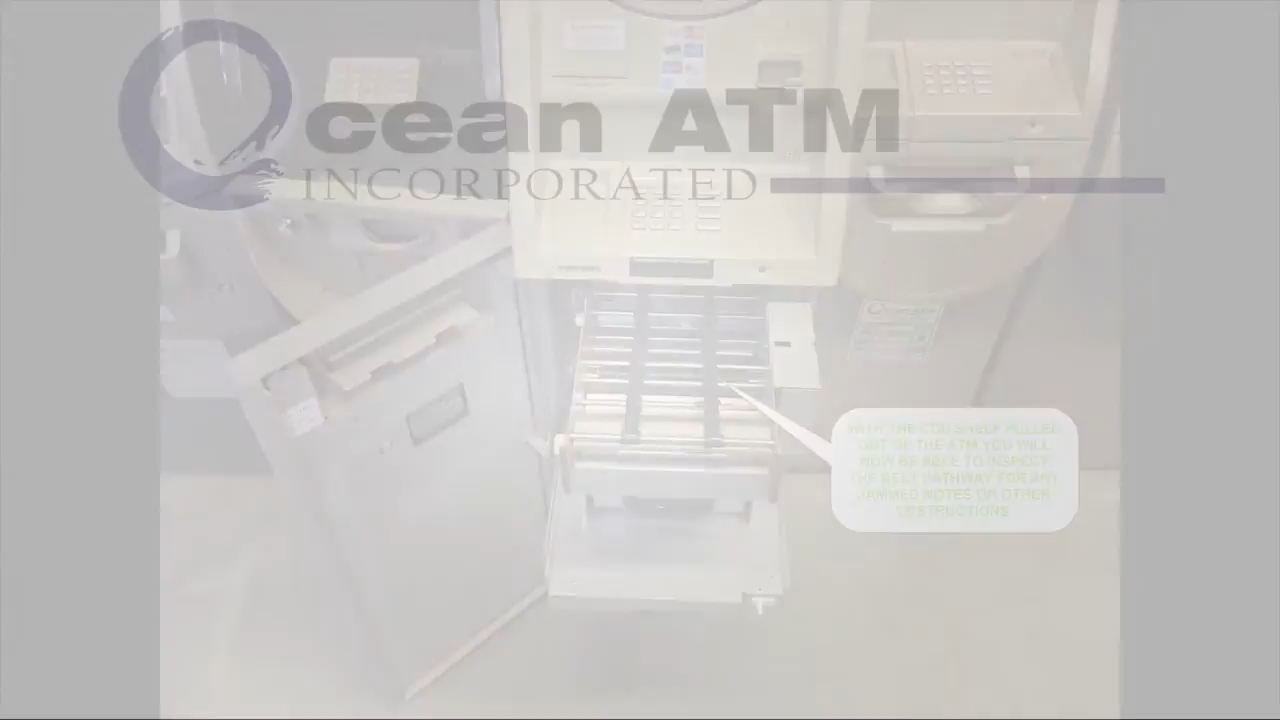 Ocean ATM
INCORPORATED
WITH THE CDU SHELF PULLED
OUT OF THE ATM YOU WILL
NOW BE ABLE TO INSPECT
THE BELT PATHWAY FOR ANY
JAMMED NOTES OR OTHER
OBSTRUCTIONS